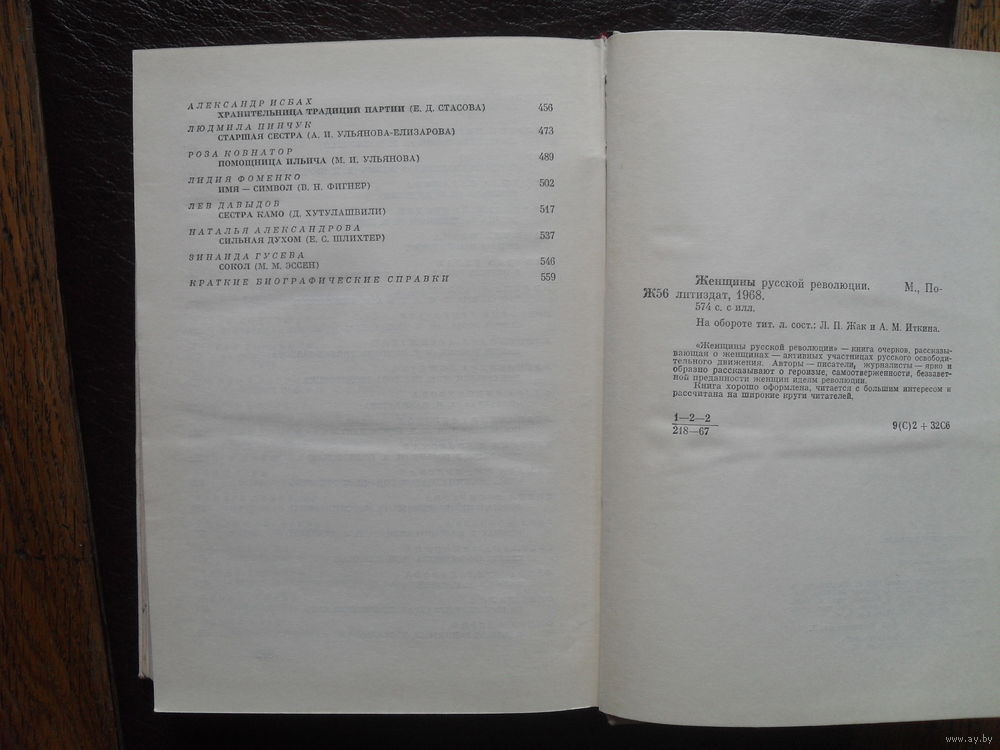 АЛЕКСАНДР ИСБАХ
ХРАНИТЕЛЬНИЦА ТРАДИЦИЙ ПАРТИИ (Е. Д. СТАСОВА) 456
ЛЮДМИЛА ПИНЧУК
СТАРШАЯ СЕСТРА (А. И. УЛЬЯНОВА-ЕЛИЗАРОВА) 473
РОЗА КОВНАТОР
ПОМОЩНИЦА ИЛЬИЧА (М. И. УЛЬЯНОВА) 489
ЛИДИЯ ФОМЕНКО
ИМЯ — СИМВОЛ (В. Н. ФИГНЕР) 502
ЛЕВ ДАВЫДОВ
СЕСТРА КАМО (Д. ХУТУЛАШВИЛИ) 517
НАТАЛЬЯ АЛЕКСАНДРОВА
СИЛЬНАЯ ДУХОМ (Е. С. ШЛИХТЕР) 537
ЗИНАИДА ГУСЕВА
СОКОЛ (М. М. ЭССЕН) 546
КРАТКИЕ БИОГРАФИЧЕСКИЕ СПРАВКИ 559
Женщины русской революции. М., По-
Ж56 литиздат, 1968.
574 с. с илл.
На обороте тит. л. сост.: Л. П. Жак и А. М. Иткина.
«Женщины русской революции» — книга очерков, рассказы-
вающая о женщинах — активных участницах русского освободи-
тельного движения. Авторы — писатели, журналисты — ярко и
образно рассказывают о героизме, самоотверженности, беззавет-
ной преданности женщин идеям революции.
Книга хорошо оформлена, читается с большим интересом и
рассчитана на широкие круги читателей.
1—2—2
218—67 9(С)2 + 32С6
www.ay.by